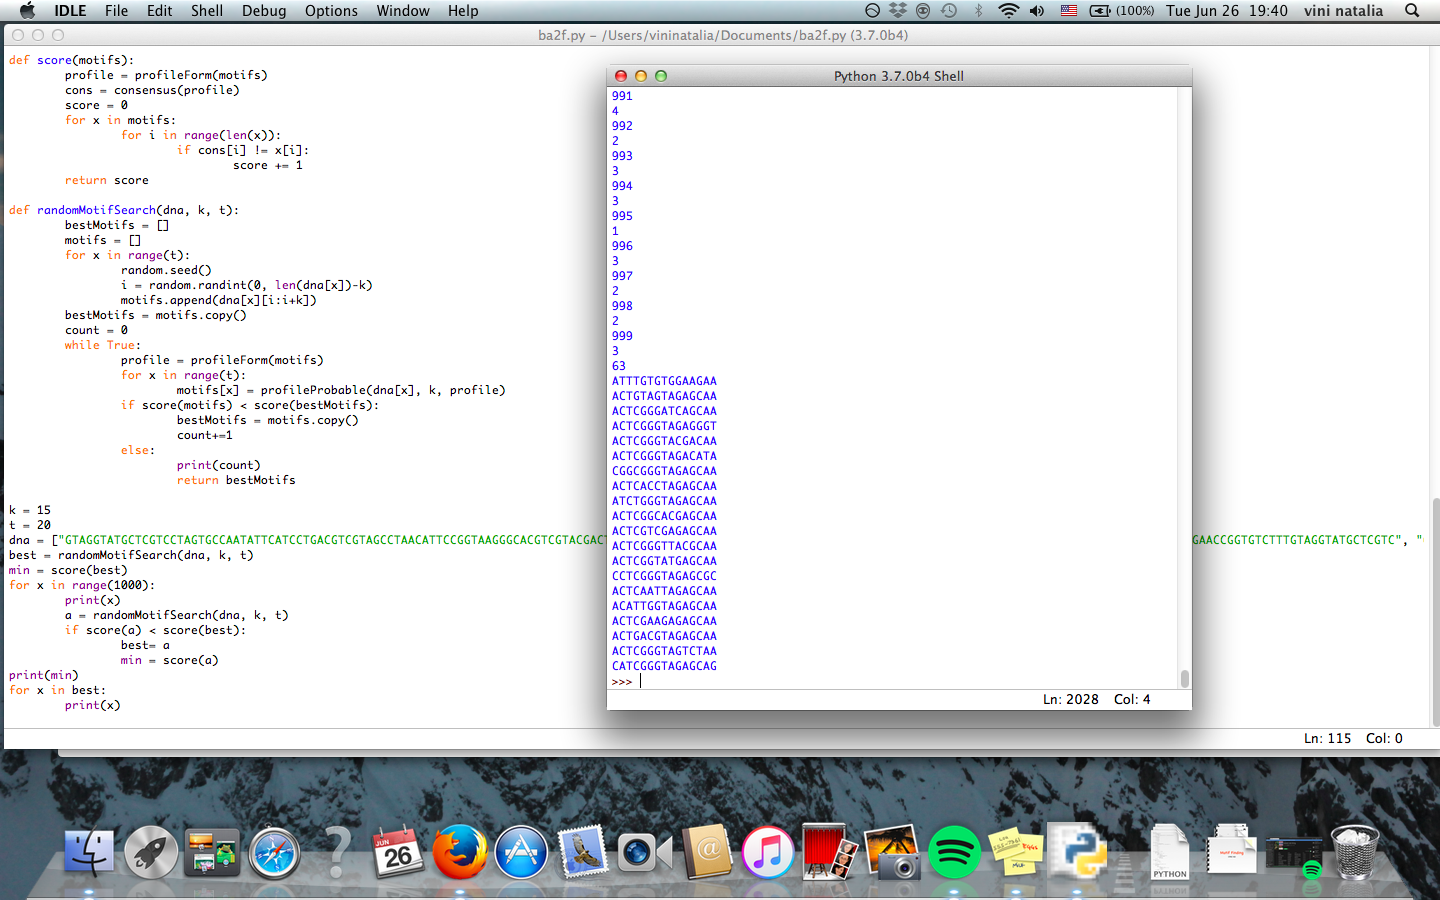 IDLE File Edit Shell Debug Options Window Help (100%) Tue Jun 26 19:40 vini natalia
ba2f.py – /Users/vininatalia/Documents/ba2f.py (3.7.0b4)
def score(motifs):
profile = profileForm(motifs)
cons = consensus(profile)
score = 0
for x in motifs:
for i in range(len(x)):
if cons[i] != x[i]:
score += 1
return score
def randomMotifSearch(dna, k, t):
bestMotifs = []
motifs = []
for x in range(t):
random.seed()
i = random.randint(0, len(dna[x])-k)
motifs.append(dna[x][i:i+k])
bestMotifs = motifs.copy()
count = 0
while True:
profile = profileForm(motifs)
for x in range(t):
motifs[x] = profileProbable(dna[x], k, profile)
if score(motifs) < score(bestMotifs):
bestMotifs = motifs.copy()
count+=1
else:
print(count)
return bestMotifs
k = 15
t = 20
dna = ["GTAGGTATGCTCGTCCTAGTGCCAATATTCATCCTGACGTCGTAGCCTAACATTCCGGTAAGGGCACGTCGTACGACT GAACCGGTGTCTTTGTAGGTATGCTCGTC", "
best = randomMotifSearch(dna, k, t)
min = score(best)
for x in range(1000):
print(x)
a = randomMotifSearch(dna, k, t)
if score(a) < score(best):
best= a
min = score(a)
print(min)
for x in best:
print(x)
Ln: 115 Col: 0
Python 3.7.0b4 Shell
991
4
992
2
993
3
994
3
995
1
996
3
997
2
998
2
999
3
63
ATTTGTGTGGAAGAA
ACTGTAGTAGAGCAA
ACTCGGGATCAGCAA
ACTCGGGTAGAGGGT
ACTCGGGTACGACAA
ACTCGGGTAGACATA
CGGCGGGTAGAGCAA
ACTCACCTAGAGCAA
ATCTGGGTAGAGCAA
ACTCGGCACGAGCAA
ACTCGTCGAGAGCAA
ACTCGGGTTACGCAA
ACTCGGTATGAGCAA
CCTCGGGTAGAGCGC
ACTCAATTAGAGCAA
ACATTGGTAGAGCAA
ACTCGAAGAGAGCAA
ACTGACGTAGAGCAA
ACTCGGGTAGTCTAA
CATCGGGTAGAGCAG
>>>
Ln: 2028 Col: 4
JUN
26
PYTHON